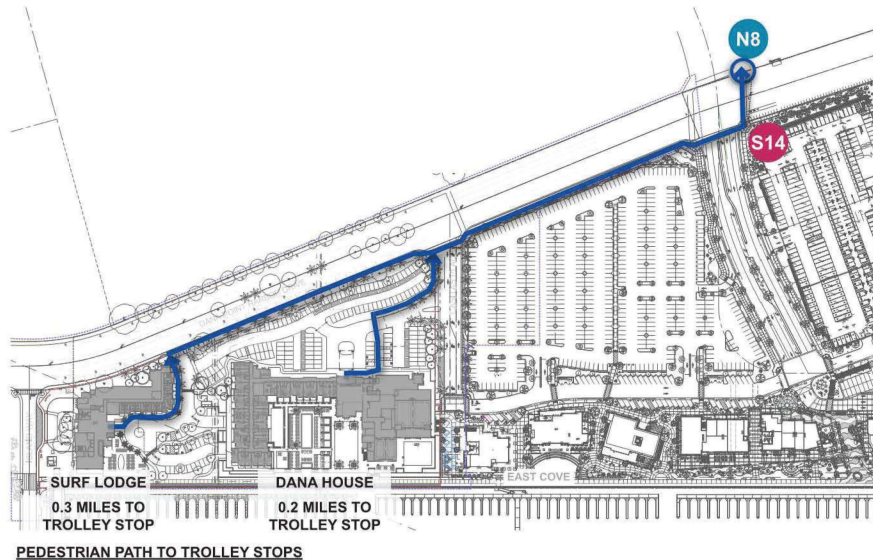 N8
S14
EAST COVE
SURF LODGE
0.3 MILES TO
TROLLEY STOP
DANA HOUSE
0.2 MILES TO
TROLLEY STOP
PEDESTRIAN PATH TO TROLLEY STOPS